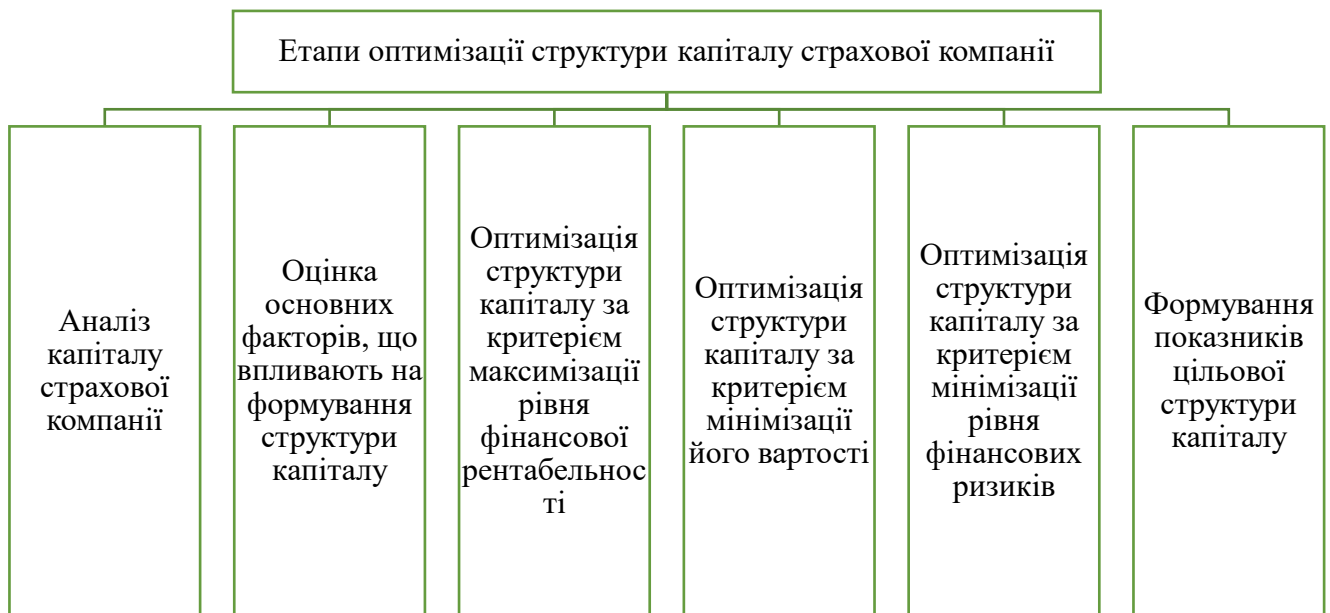 Етапи оптимізації структури капіталу страхової компанії
Аналіз
капіталу
страхової
компанії
Оцінка
основних
факторів, що
впливають на
формування
структури
капіталу
Оптимізація
структури
капіталу за
критерієм
максимізації
рівня
фінансової
рентабельнос
ті
Оптимізація
структури
капіталу за
критерієм
мінімізації
його вартості
Оптимізація
структури
капіталу за
критерієм
мінімізації
рівня
фінансових
ризиків
Формування
показників
цільової
структури
капіталу